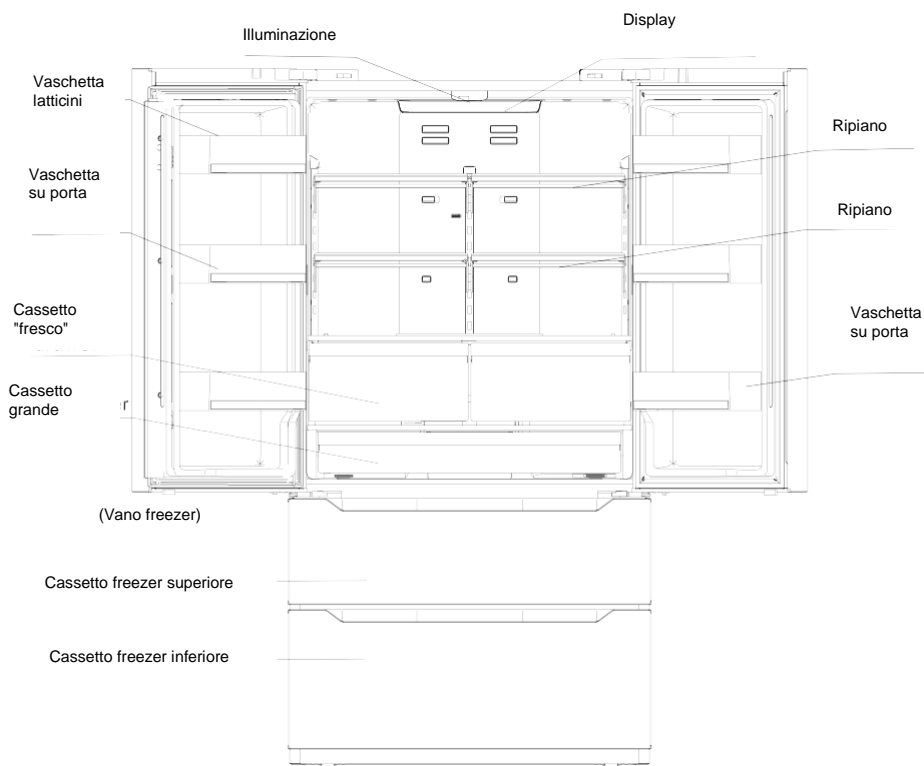 Display
Illuminazione
Vaschetta
latticini
Ripiano
Vaschetta
su porta
Ripiano
Cassetto
"fresco"
Vaschetta
su porta
Cassetto
grande
(Vano freezer)
Cassetto freezer superiore
Cassetto freezer inferiore